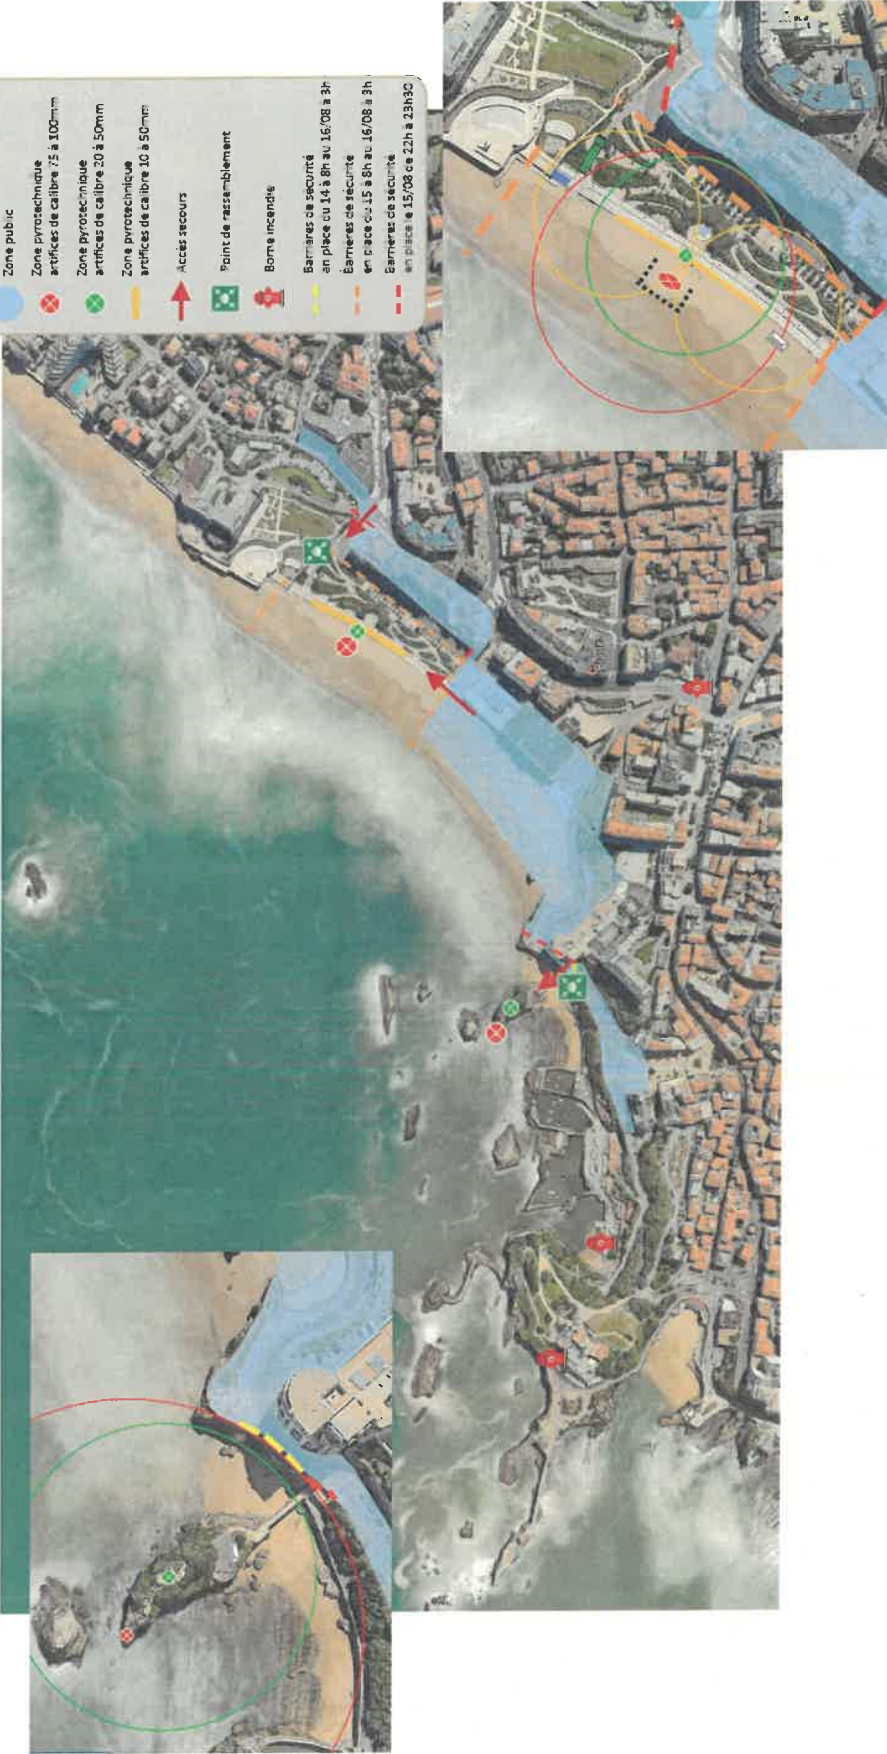 Zone public
Zone pyrotechnique
artifices de calibre 75 à 100mm
Zone pyrotechnique
artifices de calibre 20 à 50mm
Zone pyrotechnique
artifices de calibre 10 à 50mm
Accès secours
Point de rassemblement
Borne incendie
Barrières de sécurité
en place du 14 à 8h au 16/08 à 3h
Barrières de sécurité
en place du 15 à 8h au 16/08 à 3h
Barrières de sécurité
en place le 15/08 de 22h à 23h30